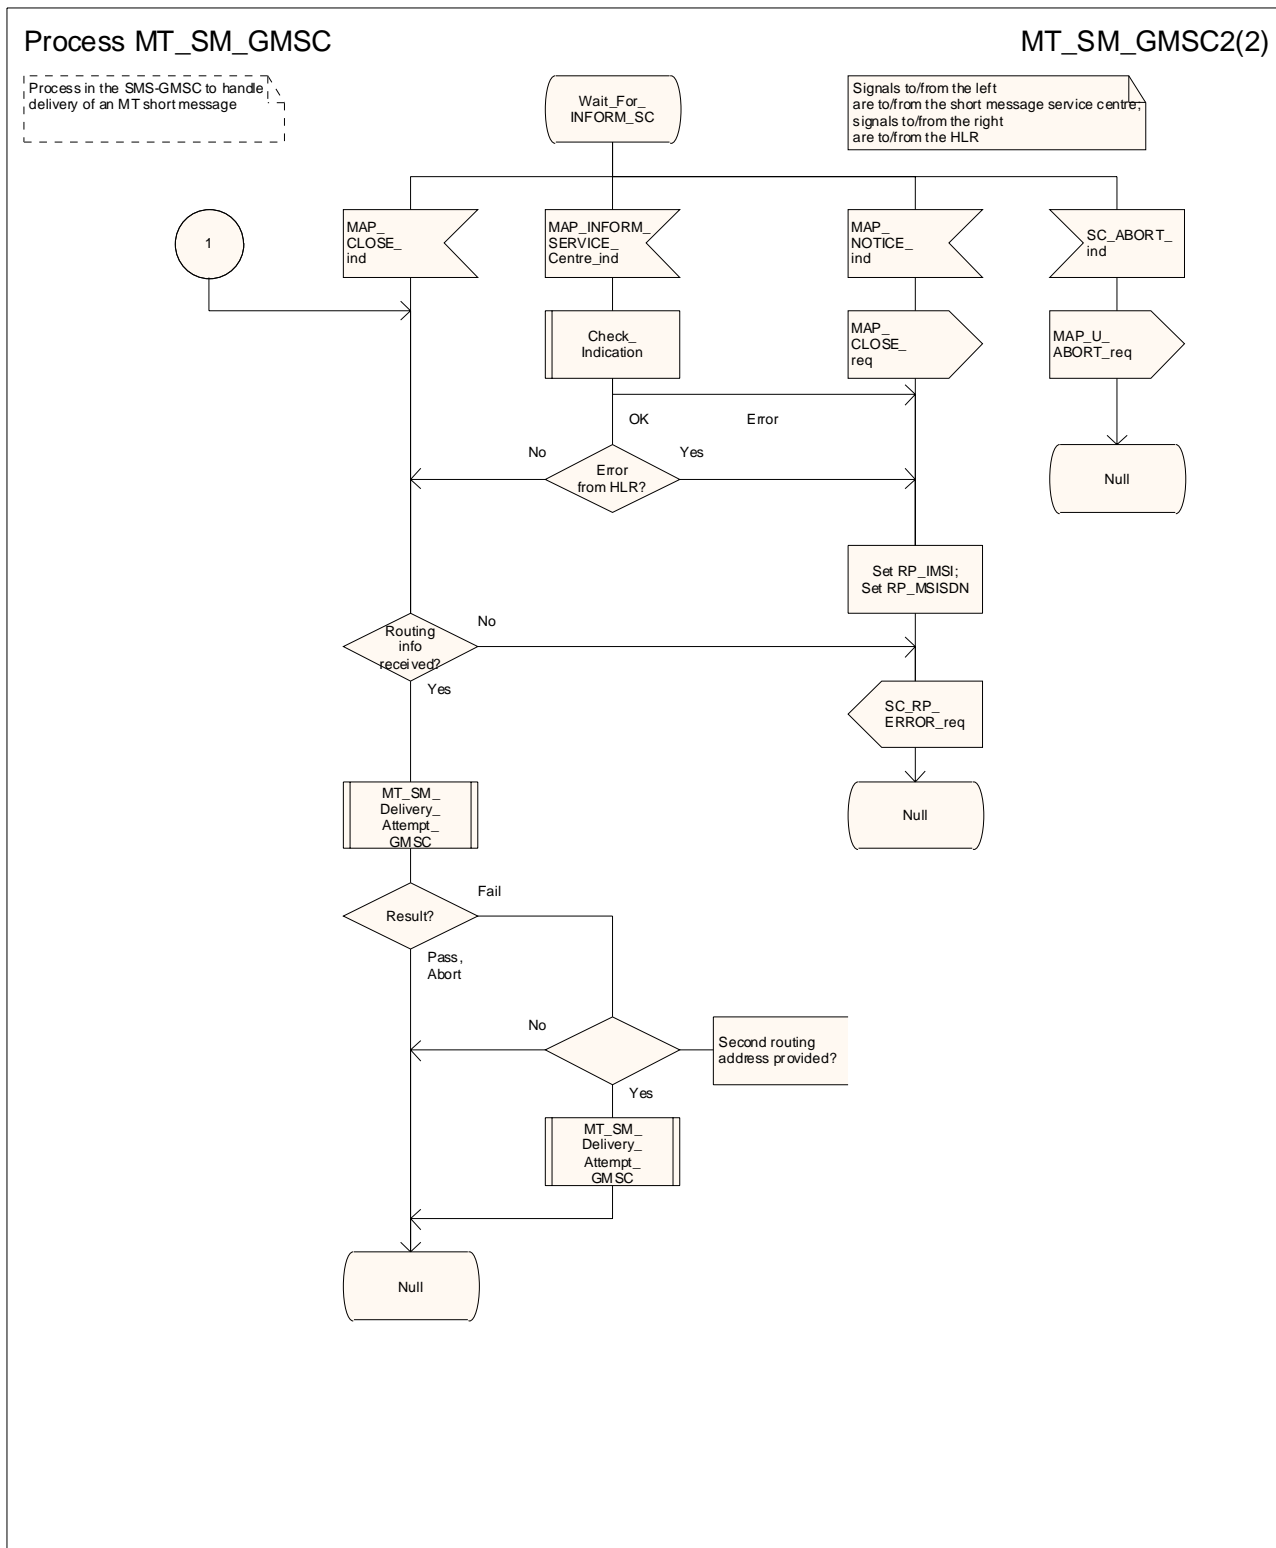 Process MT_SM_GMSC
MT_SM_GMSC2(2)
Process in the SMS-GMSC to handle
delivery of an MT short message
Wait_For_
INFORM_SC
Signals to/from the left
are to/from the short message service centre;
signals to/from the right
are to/from the HLR
1
MAP_
CLOSE_
ind
MAP_INFORM_
SERVICE_
Centre_ind
MAP_
NOTICE_
ind
SC_ABORT_
ind
Check_
Indication
MAP_
CLOSE_
req
MAP_U_
ABORT_req
OK
Error
No
Yes
Error
from HLR?
Null
Set RP_IMSI;
Set RP_MSISDN
No
Routing
info
received?
Yes
SC_RP_
ERROR_req
MT_SM_
Delivery_
Attempt_
GMSC
Null
Fail
Result?
Pass,
Abort
No
Second routing
address provided?
Yes
MT_SM_
Delivery_
Attempt_
GMSC
Null